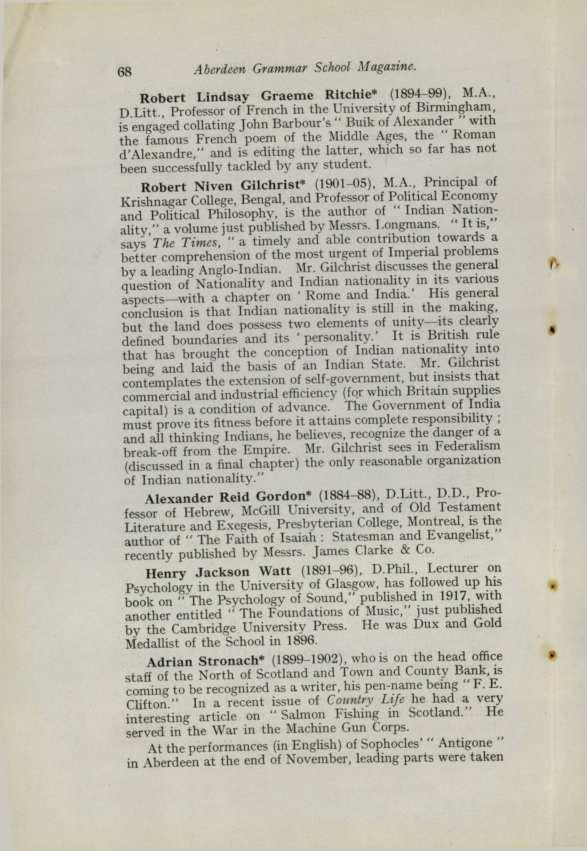 68 Aberdeen Grammar School Magazine.
Robert Lindsay Graeme Ritchie* (1894–99), M.A.,
D.Litt., Professor of French in the University of Birmingham,
is engaged collating John Barbour's “ Buik of Alexander ” with
the famous French poem of the Middle Ages, the “ Roman
d'Alexandre,” and is editing the latter, which so far has not
been successfully tackled by any student.
Robert Niven Gilchrist* (1901–05), M.A., Principal of
Krishnagar College, Bengal, and Professor of Political Economy
and Political Philosophy, is the author of “ Indian Nation-
ality,” a volume just published by Messrs. Longmans. “ It is,”
says The Times, “ a timely and able contribution towards a
better comprehension of the most urgent of Imperial problems
by a leading Anglo-Indian. Mr. Gilchrist discusses the general
question of Nationality and Indian nationality in its various
aspects—with a chapter on ‘ Rome and India.’ His general
conclusion is that Indian nationality is still in the making,
but the land does possess two elements of unity—its clearly
defined boundaries and its ‘ personality.’ It is British rule
that has brought the conception of Indian nationality into
being and laid the basis of an Indian State. Mr. Gilchrist
contemplates the extension of self-government, but insists that
commercial and industrial efficiency (for which Britain supplies
capital) is a condition of advance. The Government of India
must prove its fitness before it attains complete responsibility ;
and all thinking Indians, he believes, recognize the danger of a
break-off from the Empire. Mr. Gilchrist sees in Federalism
(discussed in a final chapter) the only reasonable organization
of Indian nationality.”
Alexander Reid Gordon* (1884–88), D.Litt., D.D., Pro-
fessor of Hebrew, McGill University, and of Old Testament
Literature and Exegesis, Presbyterian College, Montreal, is the
author of “ The Faith of Isaiah : Statesman and Evangelist,”
recently published by Messrs. James Clarke & Co.
Henry Jackson Watt (1891–96), D.Phil., Lecturer on
Psychology in the University of Glasgow, has followed up his
book on “ The Psychology of Sound,” published in 1917, with
another entitled “ The Foundations of Music,” just published
by the Cambridge University Press. He was Dux and Gold
Medallist of the School in 1896.
Adrian Stronach* (1899–1902), who is on the head office
staff of the North of Scotland and Town and County Bank, is
coming to be recognized as a writer, his pen-name being “ F. E.
Clifton.” In a recent issue of Country Life he had a very
interesting article on “ Salmon Fishing in Scotland.” He
served in the War in the Machine Gun Corps.
At the performances (in English) of Sophocles’ “ Antigone ”
in Aberdeen at the end of November, leading parts were taken